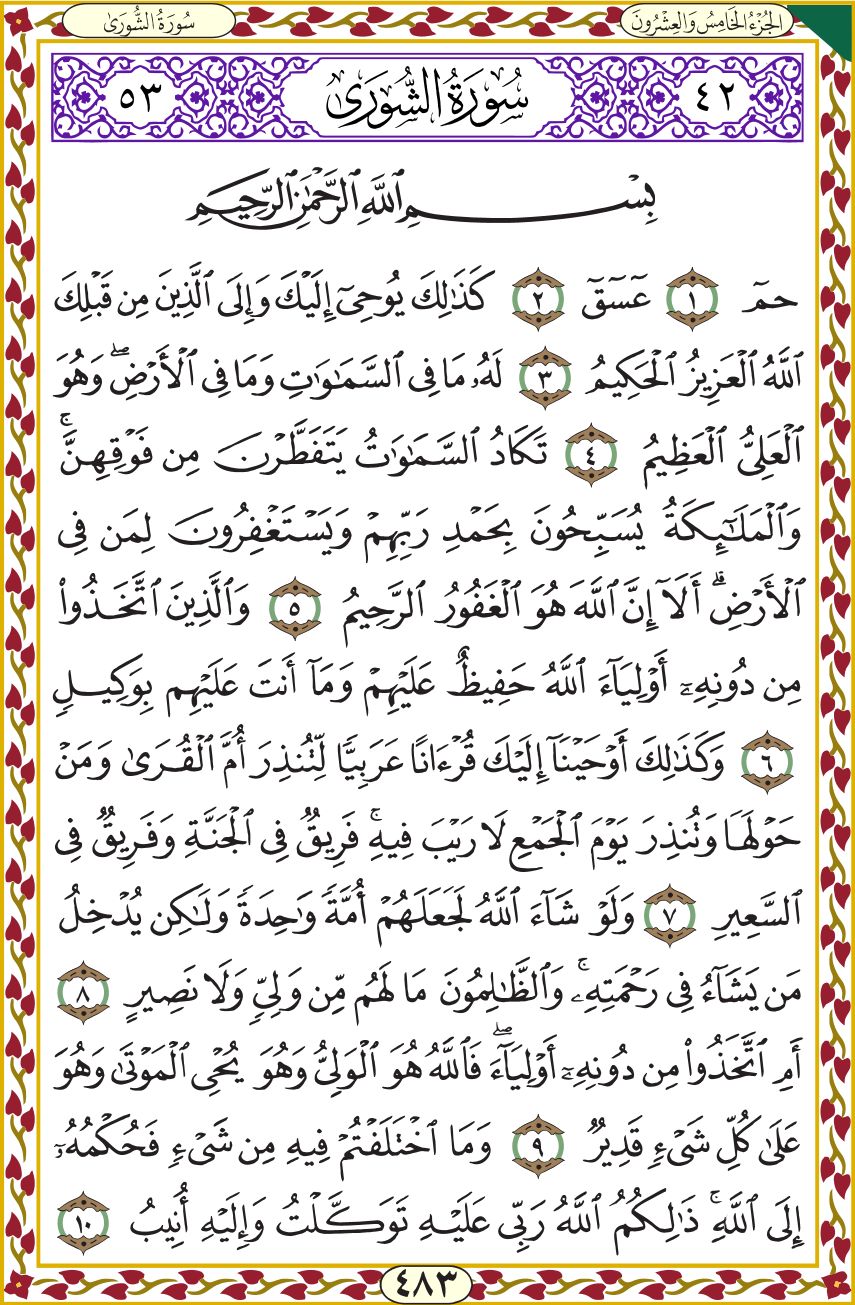 الجُزْءُ الخَامِسُ وَالعِشْرُونَ
سُورَةُ الشُّورَىٰ
٤٢
سُورَةُ الشُّورَىٰ
٥٣
بِسْمِ ٱللَّهِ ٱلرَّحْمَٰنِ ٱلرَّحِيمِ
حمٓ ١ عٓسٓقٓ ٢ كَذَٰلِكَ يُوحِىٓ إِلَيْكَ وَإِلَى ٱلَّذِينَ مِن قَبْلِكَ
ٱللَّهُ ٱلْعَزِيزُ ٱلْحَكِيمُ ٣ لَهُۥ مَا فِى ٱلسَّمَٰوَٰتِ وَمَا فِى ٱلْأَرْضِ ۖ وَهُوَ
ٱلْعَلِىُّ ٱلْعَظِيمُ ٤ تَكَادُ ٱلسَّمَٰوَٰتُ يَتَفَطَّرْنَ مِن فَوْقِهِنَّ ۚ
وَٱلْمَلَٰٓئِكَةُ يُسَبِّحُونَ بِحَمْدِ رَبِّهِمْ وَيَسْتَغْفِرُونَ لِمَن فِى
ٱلْأَرْضِ ۗ أَلَآ إِنَّ ٱللَّهَ هُوَ ٱلْغَفُورُ ٱلرَّحِيمُ ٥ وَٱلَّذِينَ ٱتَّخَذُوا۟
مِن دُونِهِۦٓ أَوْلِيَآءَ ٱللَّهُ حَفِيظٌ عَلَيْهِمْ وَمَآ أَنتَ عَلَيْهِم بِوَكِيلٍ
٦ وَكَذَٰلِكَ أَوْحَيْنَآ إِلَيْكَ قُرْءَانًا عَرَبِيًّا لِّتُنذِرَ أُمَّ ٱلْقُرَىٰ وَمَنْ
حَوْلَهَا وَتُنذِرَ يَوْمَ ٱلْجَمْعِ لَا رَيْبَ فِيهِ ۚ فَرِيقٌ فِى ٱلْجَنَّةِ وَفَرِيقٌ فِى
ٱلسَّعِيرِ ٧ وَلَوْ شَآءَ ٱللَّهُ لَجَعَلَهُمْ أُمَّةً وَٰحِدَةً وَلَٰكِن يُدْخِلُ
مَن يَشَآءُ فِى رَحْمَتِهِۦ ۚ وَٱلظَّٰلِمُونَ مَا لَهُم مِّن وَلِىٍّ وَلَا نَصِيرٍ ٨
أَمِ ٱتَّخَذُوا۟ مِن دُونِهِۦٓ أَوْلِيَآءَ ۖ فَٱللَّهُ هُوَ ٱلْوَلِىُّ وَهُوَ يُحْىِ ٱلْمَوْتَىٰ وَهُوَ
عَلَىٰ كُلِّ شَىْءٍ قَدِيرٌ ٩ وَمَا ٱخْتَلَفْتُمْ فِيهِ مِن شَىْءٍ فَحُكْمُهُۥٓ
إِلَى ٱللَّهِ ۚ ذَٰلِكُمُ ٱللَّهُ رَبِّى عَلَيْهِ تَوَكَّلْتُ وَإِلَيْهِ أُنِيبُ ١٠
٤٨٣